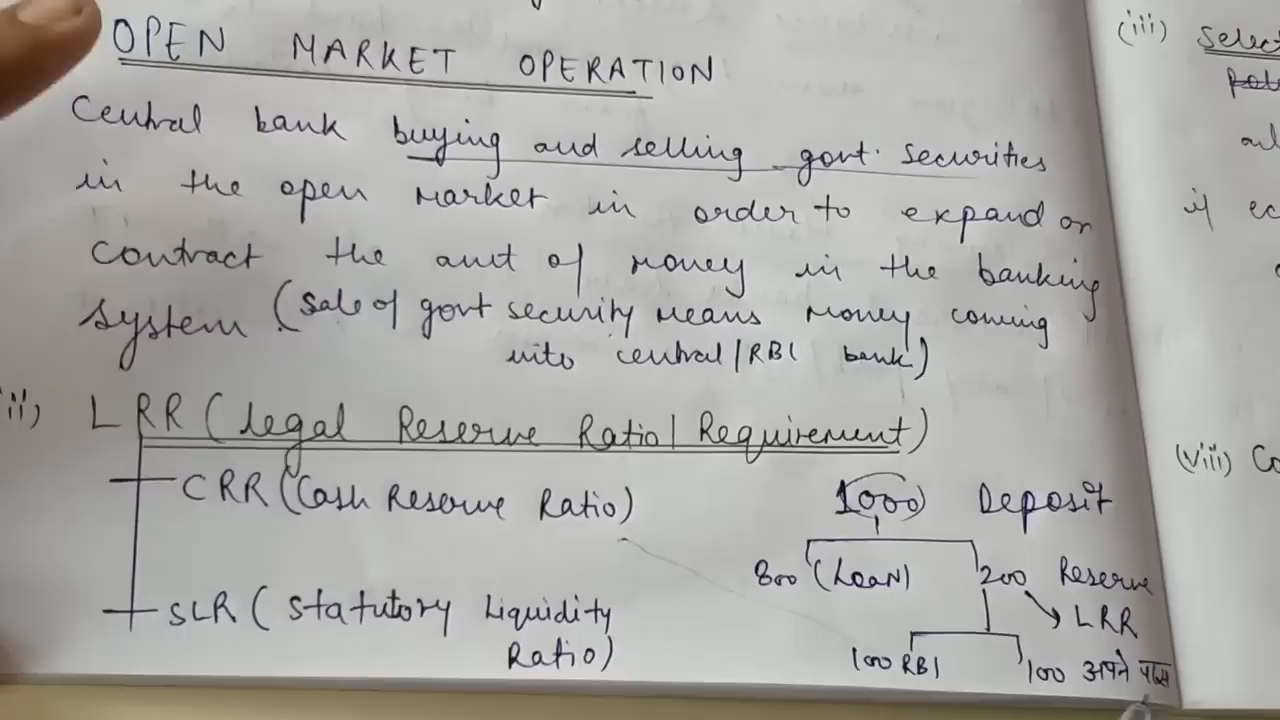 OPEN MARKET OPERATION
Central bank buying and selling govt. securities
in the open market in order to expand or
contract the amt of money in the banking
system (Sale of govt security means money coming
into central/RBI bank)
ii) LRR (Legal Reserve Ratio/Requirement)
CRR (Cash Reserve Ratio)
1000 Deposit
800 (Loan) 200 Reserve
LRR
SLR (Statutory Liquidity
Ratio)
100 RBI 100 अपने पास
(iii) Select
if ec
(viii) Co